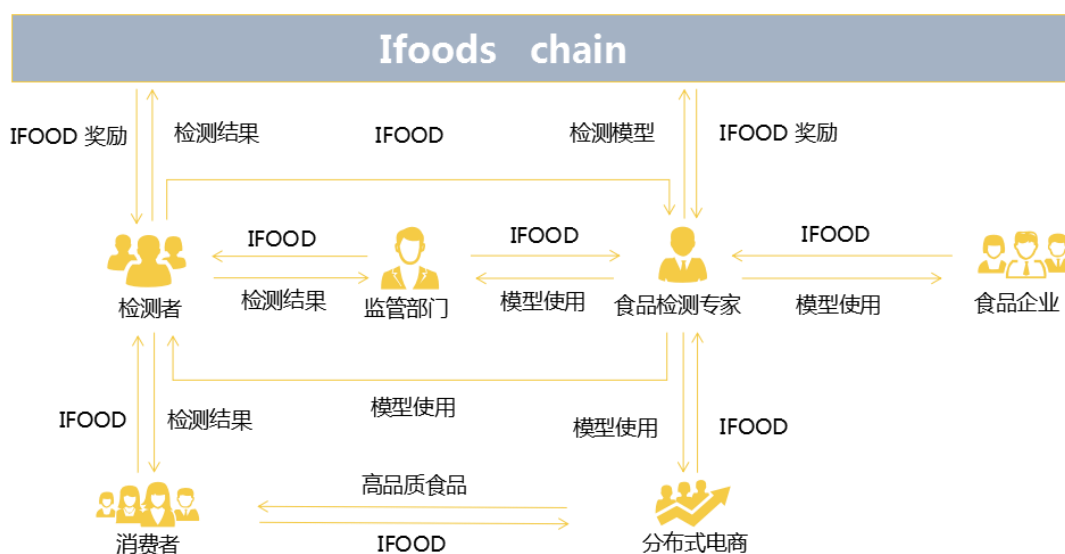 Ifoods chain
IFOOD 奖励
检测结果
IFOOD
检测模型
IFOOD 奖励
IFOOD
IFOOD
IFOOD
检测结果
模型使用
模型使用
检测者
监管部门
食品检测专家
食品企业
IFOOD
检测结果
模型使用
模型使用
IFOOD
高品质食品
IFOOD
消费者
分布式电商